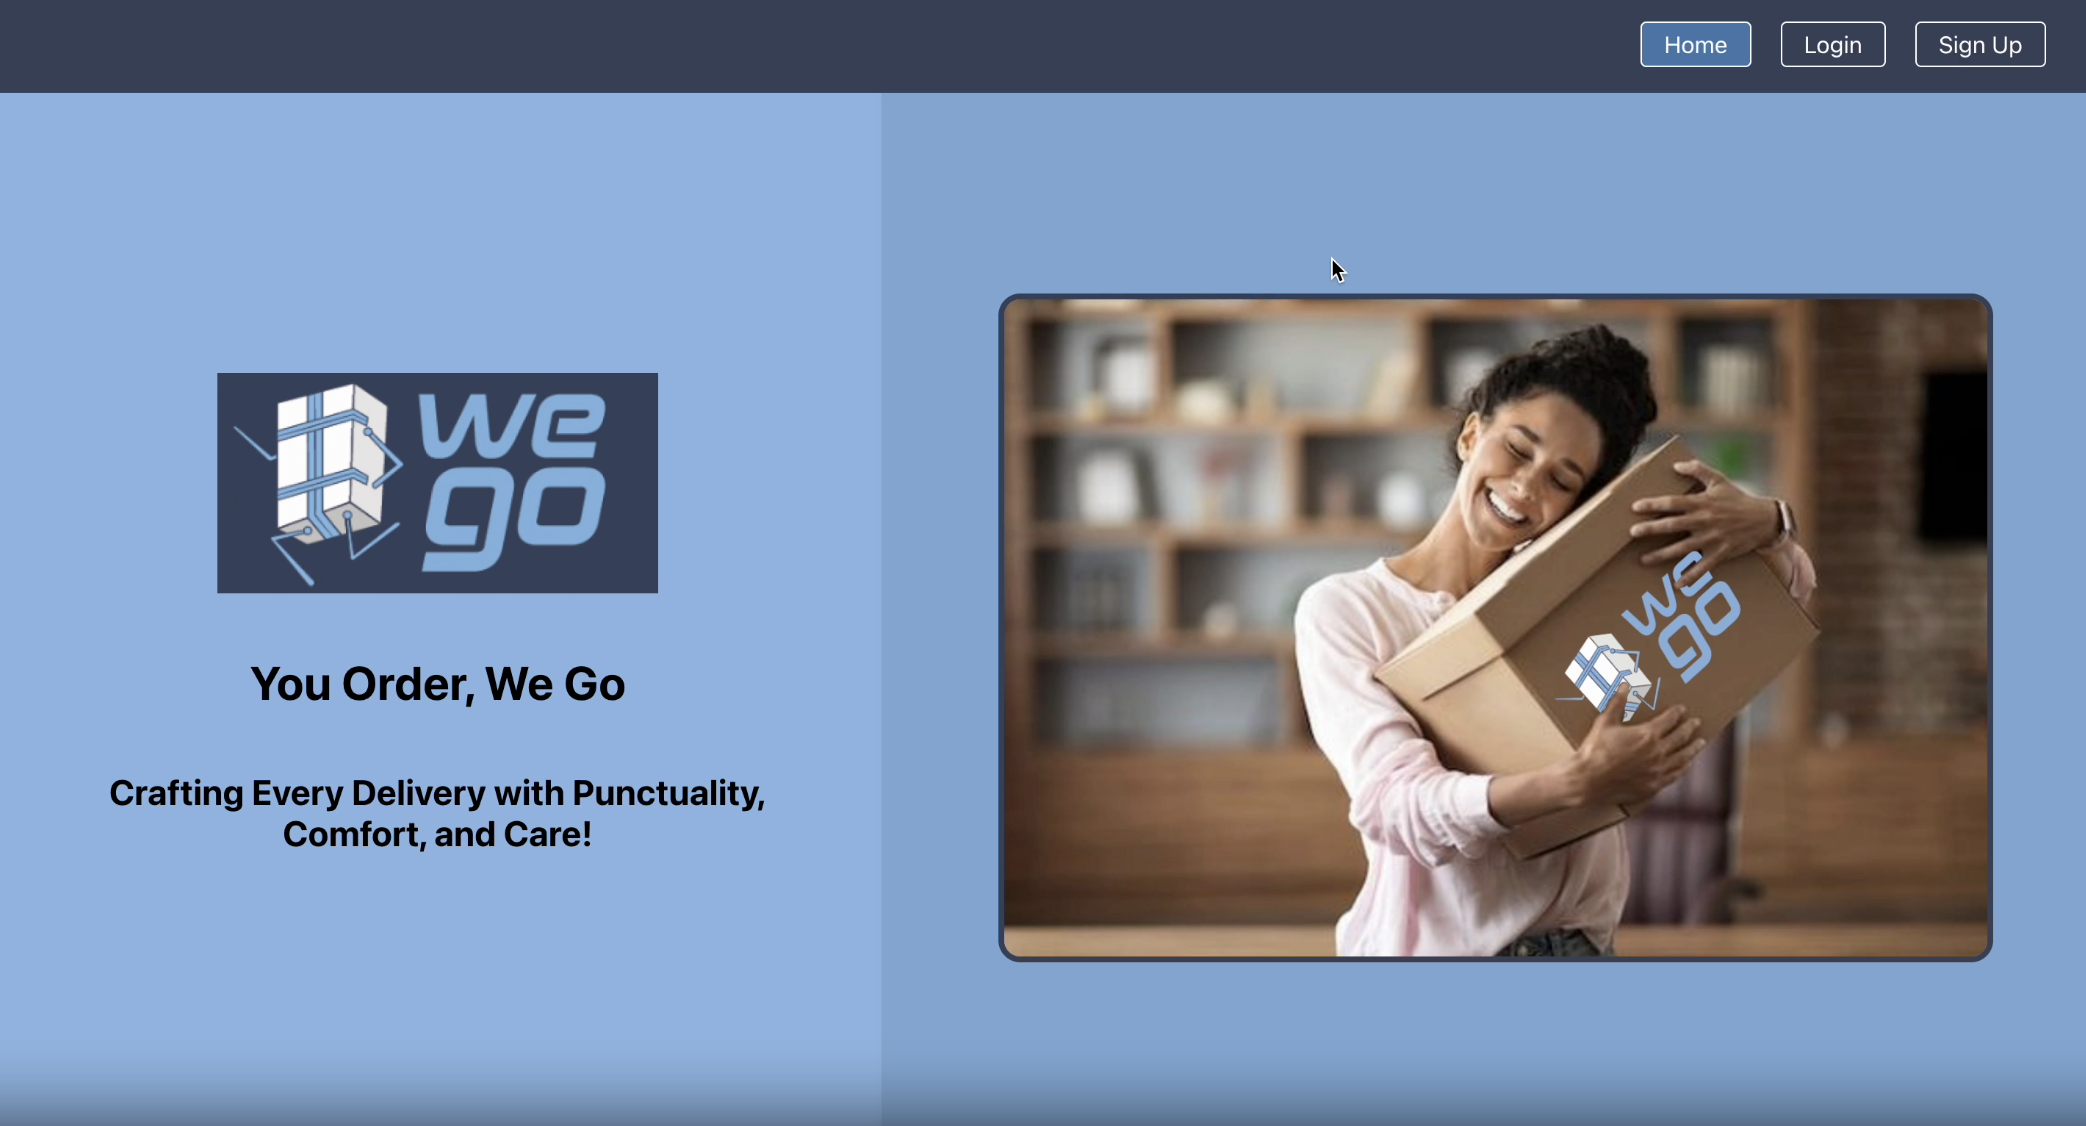 Home
Login
Sign Up
we
go
You Order, We Go
Crafting Every Delivery with Punctuality,
Comfort, and Care!
we
go